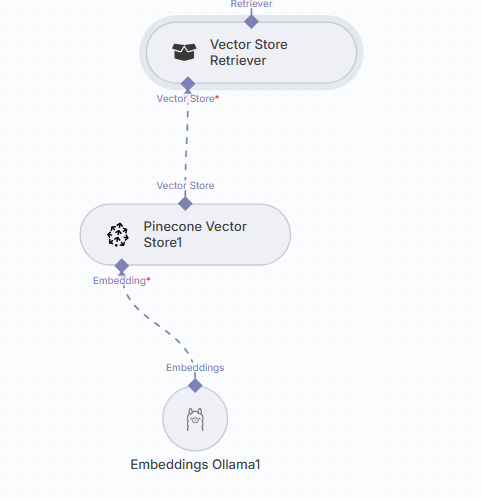 Retriever
Vector Store
Retriever
Vector Store*
Vector Store
Pinecone Vector
Store1
Embedding*
Embeddings
Embeddings Ollama1